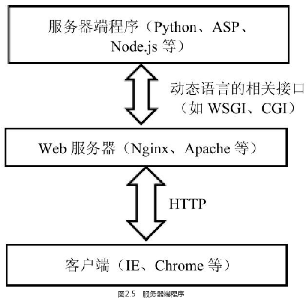 服务器端程序（Python、ASP、
Node.js 等）
动态语言的相关接口
（如 WSGI、CGI）
Web 服务器（Nginx、Apache 等）
HTTP
客户端（IE、Chrome 等）
图2.5 服务器端程序